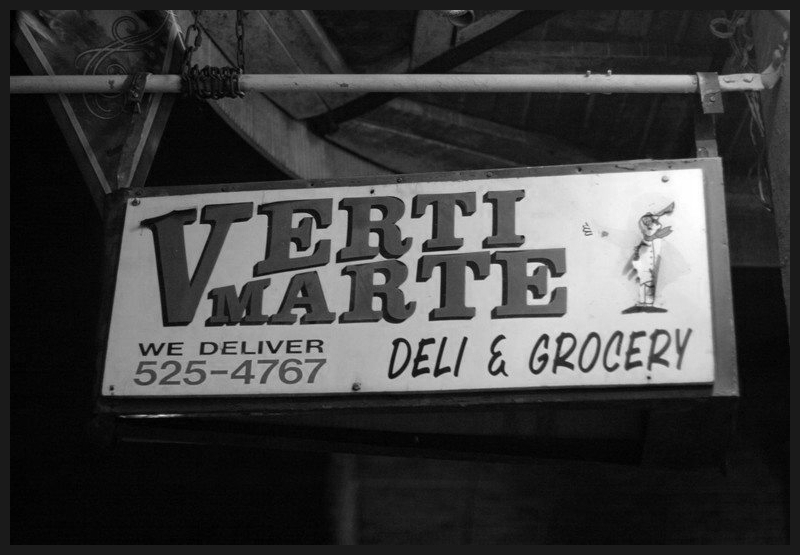 VERTI
MARTE
WE DELIVER
525-4767
DELI & GROCERY